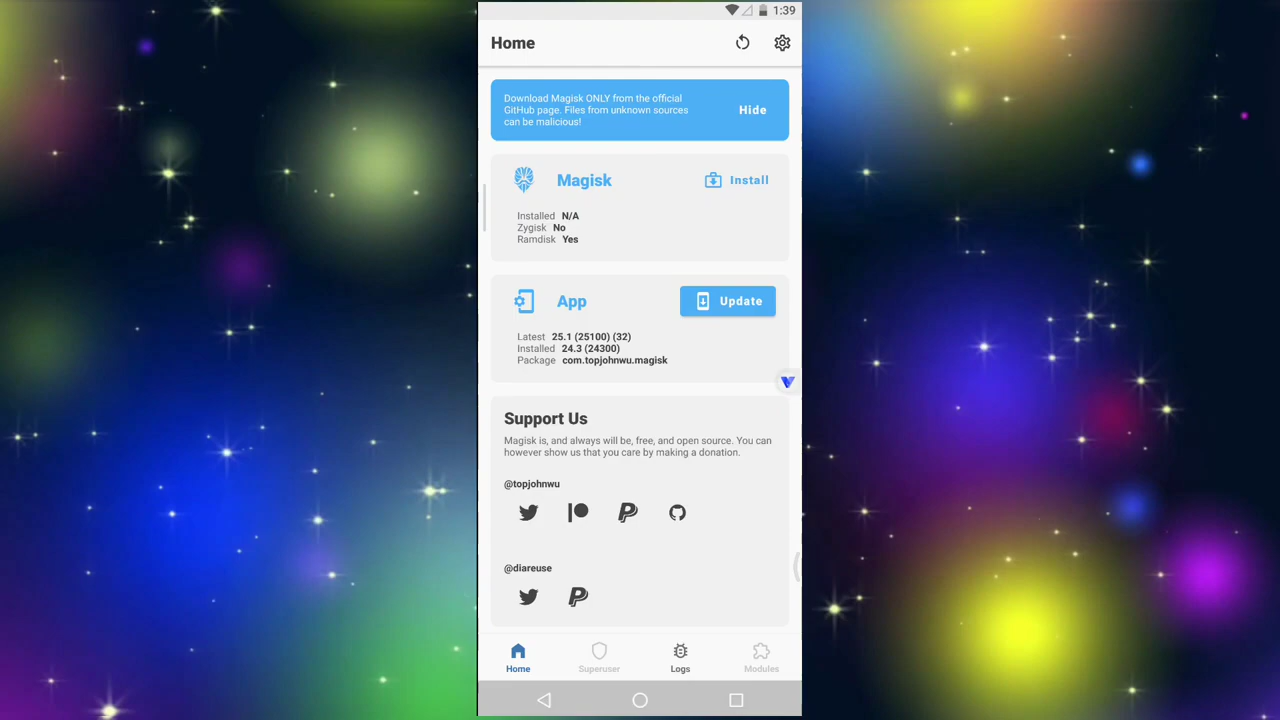 1:39
Home
Download Magisk ONLY from the official
GitHub page. Files from unknown sources
can be malicious!
Hide
Magisk
Install
Installed N/A
Zygisk No
Ramdisk Yes
App
Update
Latest 25.1 (25100) (32)
Installed 24.3 (24300)
Package com.topjohnwu.magisk
Support Us
Magisk is, and always will be, free, and open source. You can
however show us that you care by making a donation.
@topjohnwu
@diareuse
Home
Superuser
Logs
Modules